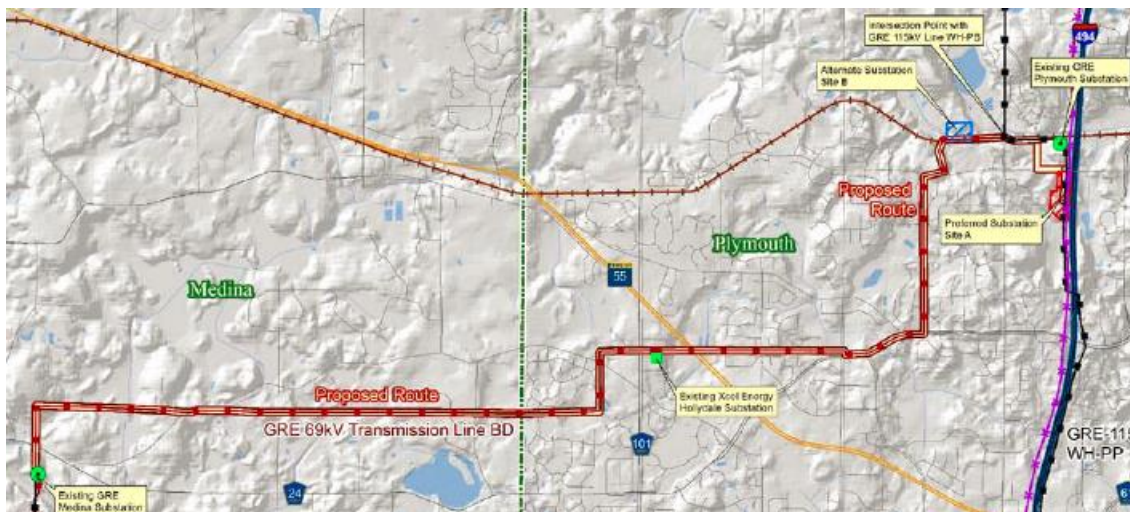 Intersection Point with
GRE 115kV Line WH-PB
494
Existing GRE
Plymouth Substation
Alternate Substation
Site B
Proposed
Route
Preferred Substation
Site A
Plymouth
55
Medina
Proposed Route
GRE 69kV Transmission Line BD
Existing Xcel Energy
Hollydale Substation
101
GRE-115
WH-PP
24
Existing GRE
Medina Substation
6